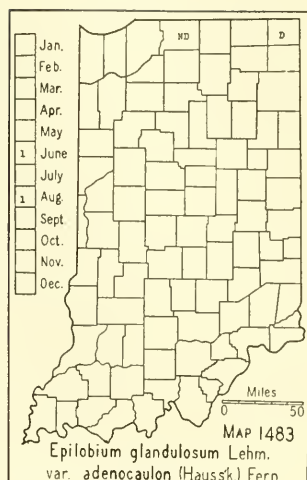 ND D
Jan.
Feb.
Mar.
Apr.
May
1 June
July
1 Aug.
Sept.
Oct.
Nov.
Dec.
Miles
0 50
MAP 1483
Epilobium glandulosum Lehm.
var. adenocaulon (Haussk.) Fern.